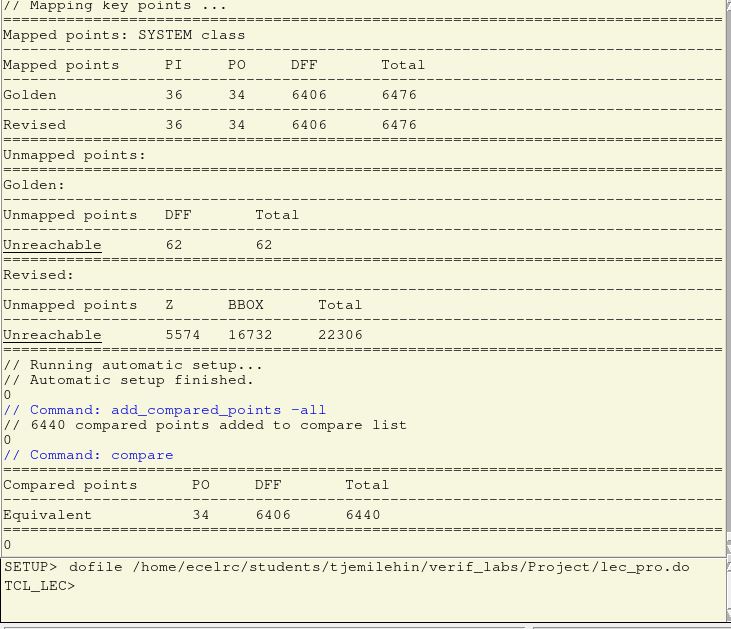 // Mapping key points ...
================================================================================
Mapped points: SYSTEM class
--------------------------------------------------------------------------------
Mapped points     PI     PO     DFF       Total
--------------------------------------------------------------------------------
Golden            36     34     6406      6476
--------------------------------------------------------------------------------
Revised           36     34     6406      6476
================================================================================
Unmapped points:
================================================================================
Golden:
--------------------------------------------------------------------------------
Unmapped points   DFF       Total
--------------------------------------------------------------------------------
Unreachable       62        62
================================================================================
Revised:
--------------------------------------------------------------------------------
Unmapped points   Z      BBOX      Total
--------------------------------------------------------------------------------
Unreachable       5574   16732     22306
================================================================================
// Running automatic setup...
// Automatic setup finished.
0
// Command: add_compared_points -all
// 6440 compared points added to compare list
0
// Command: compare
================================================================================
Compared points      PO     DFF       Total
--------------------------------------------------------------------------------
Equivalent           34     6406      6440
================================================================================
0
SETUP> dofile /home/ecelrc/students/tjemilehin/verif_labs/Project/lec_pro.do
TCL_LEC>